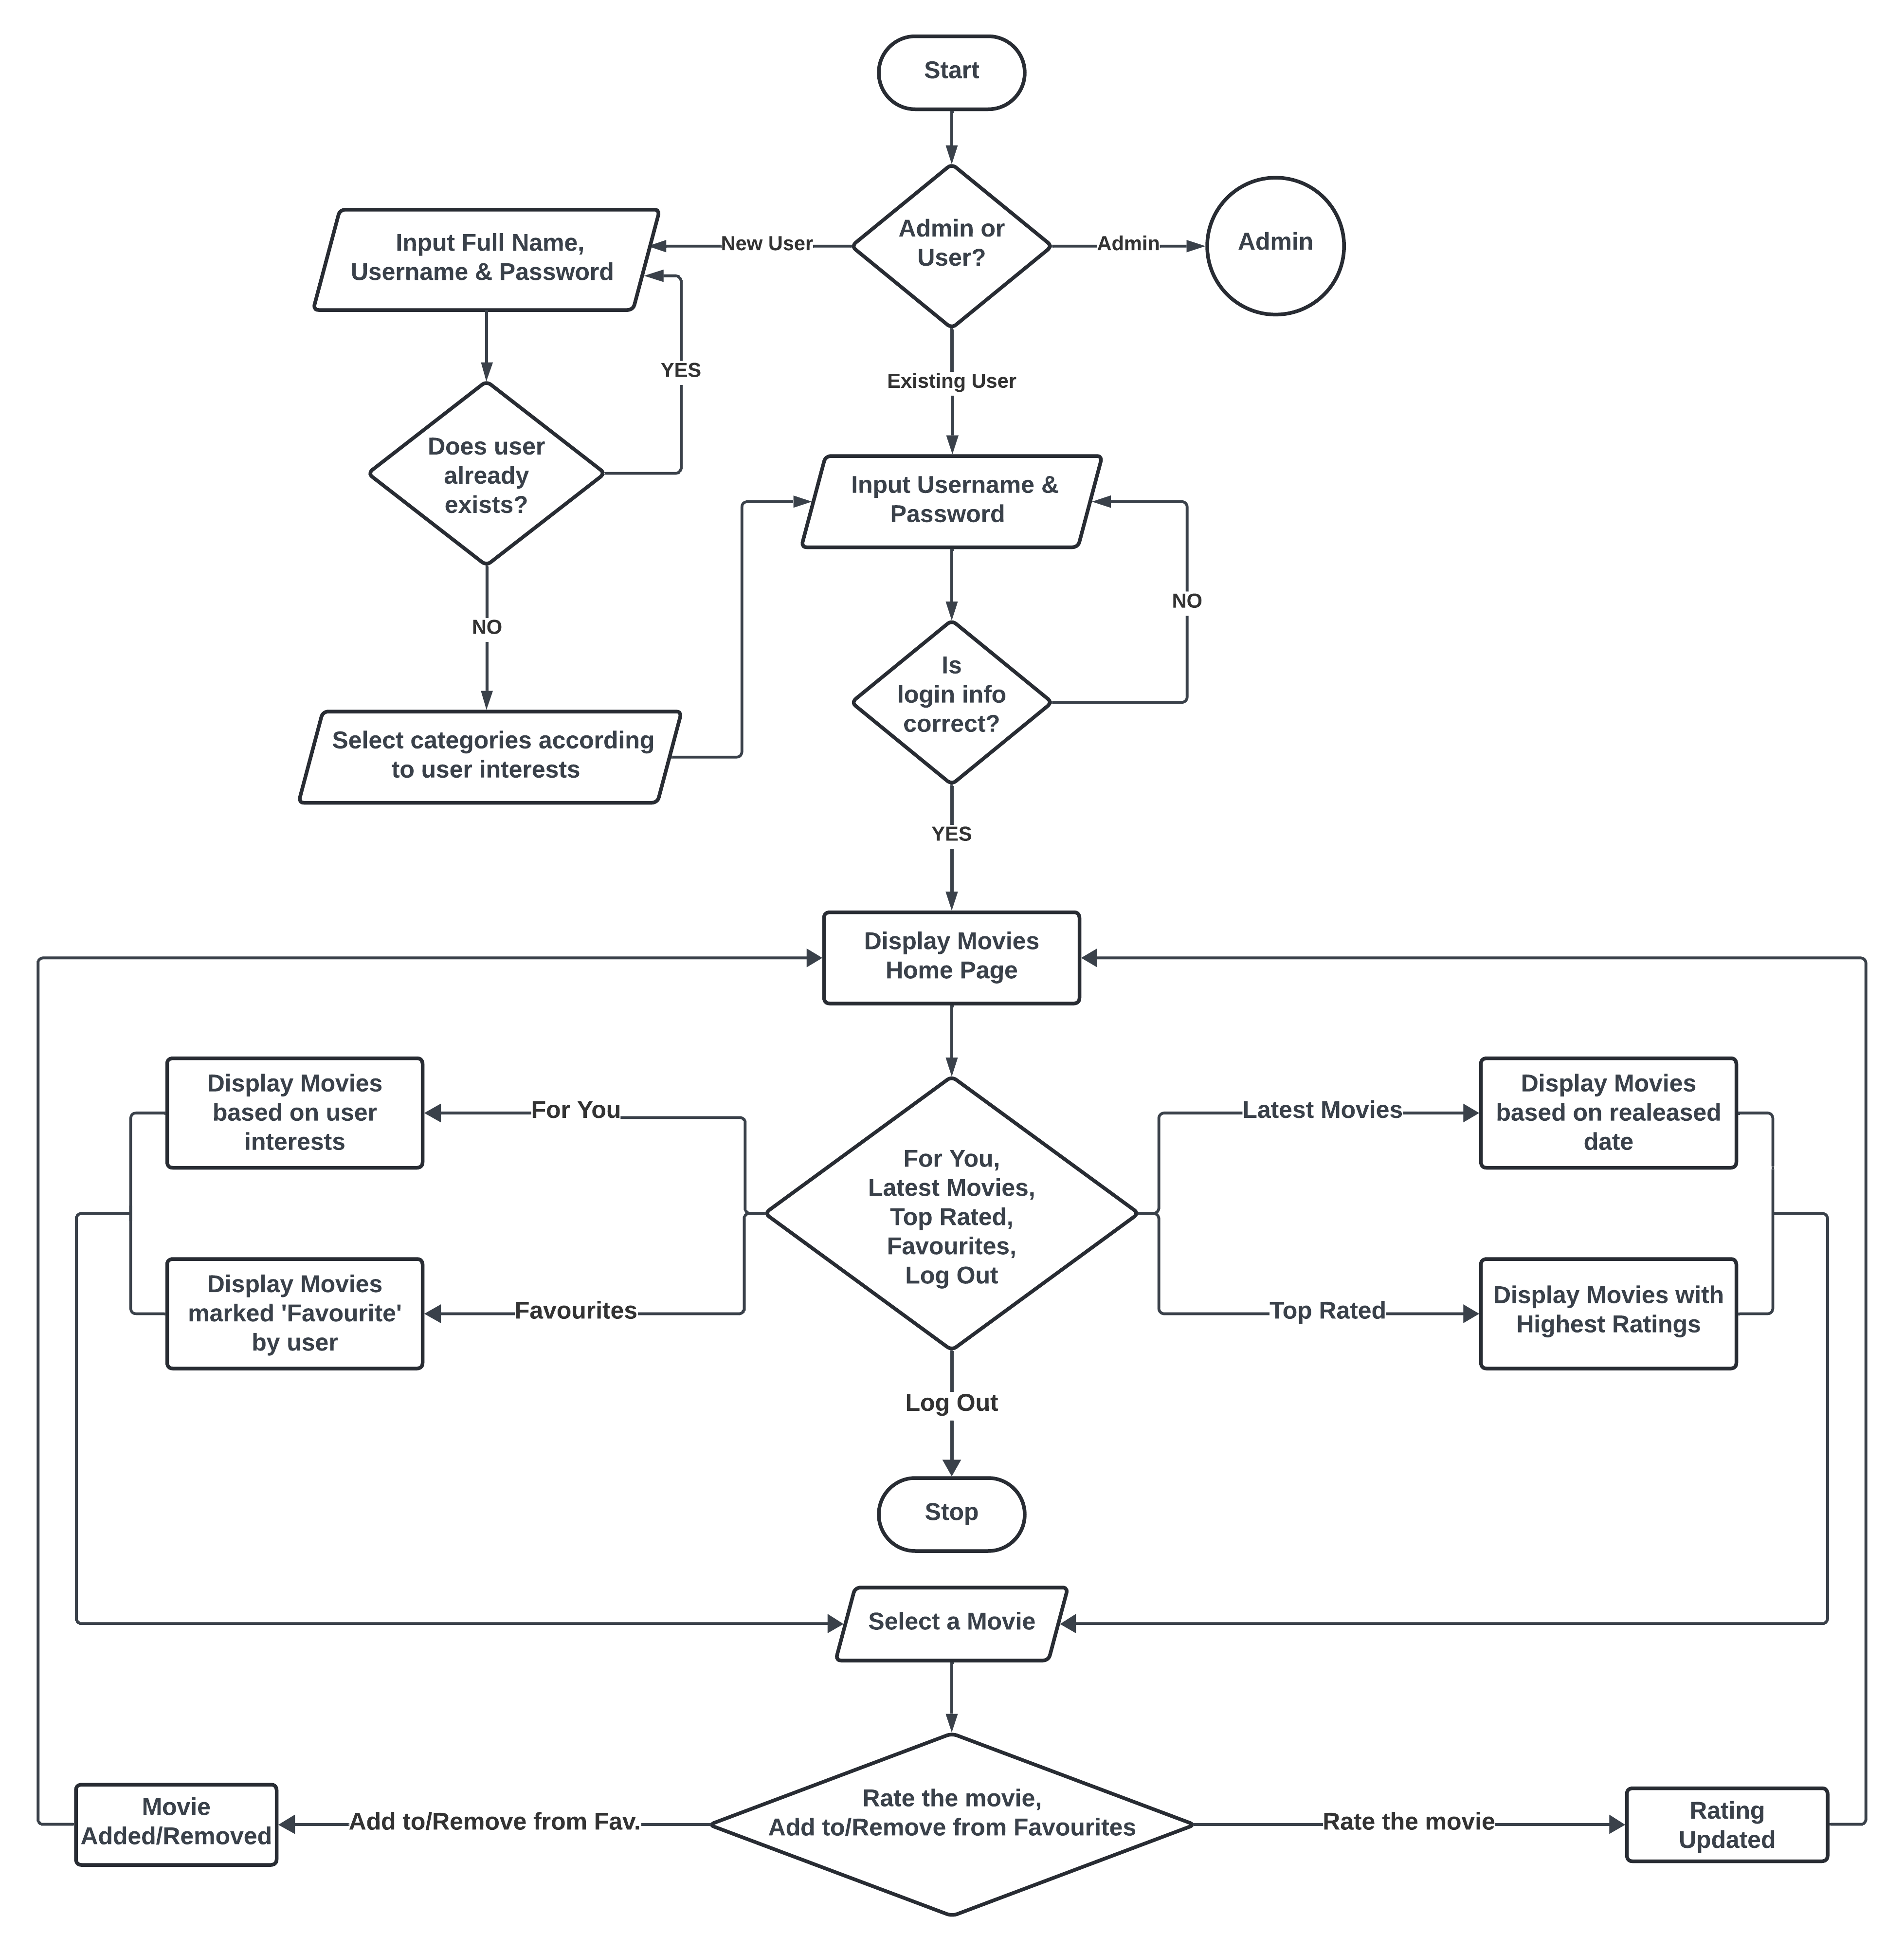 Start
Admin or
User?
New User
Admin
Admin
Input Full Name,
Username & Password
YES
Existing User
Does user
already
exists?
Input Username &
Password
NO
NO
Is
login info
correct?
Select categories according
to user interests
YES
Display Movies
Home Page
Display Movies
based on user
interests
For You
Latest Movies
Display Movies
based on realeased
date
For You,
Latest Movies,
Top Rated,
Favourites,
Log Out
Display Movies
marked 'Favourite'
by user
Favourites
Top Rated
Display Movies with
Highest Ratings
Log Out
Stop
Select a Movie
Movie
Added/Removed
Add to/Remove from Fav.
Rate the movie,
Add to/Remove from Favourites
Rate the movie
Rating
Updated